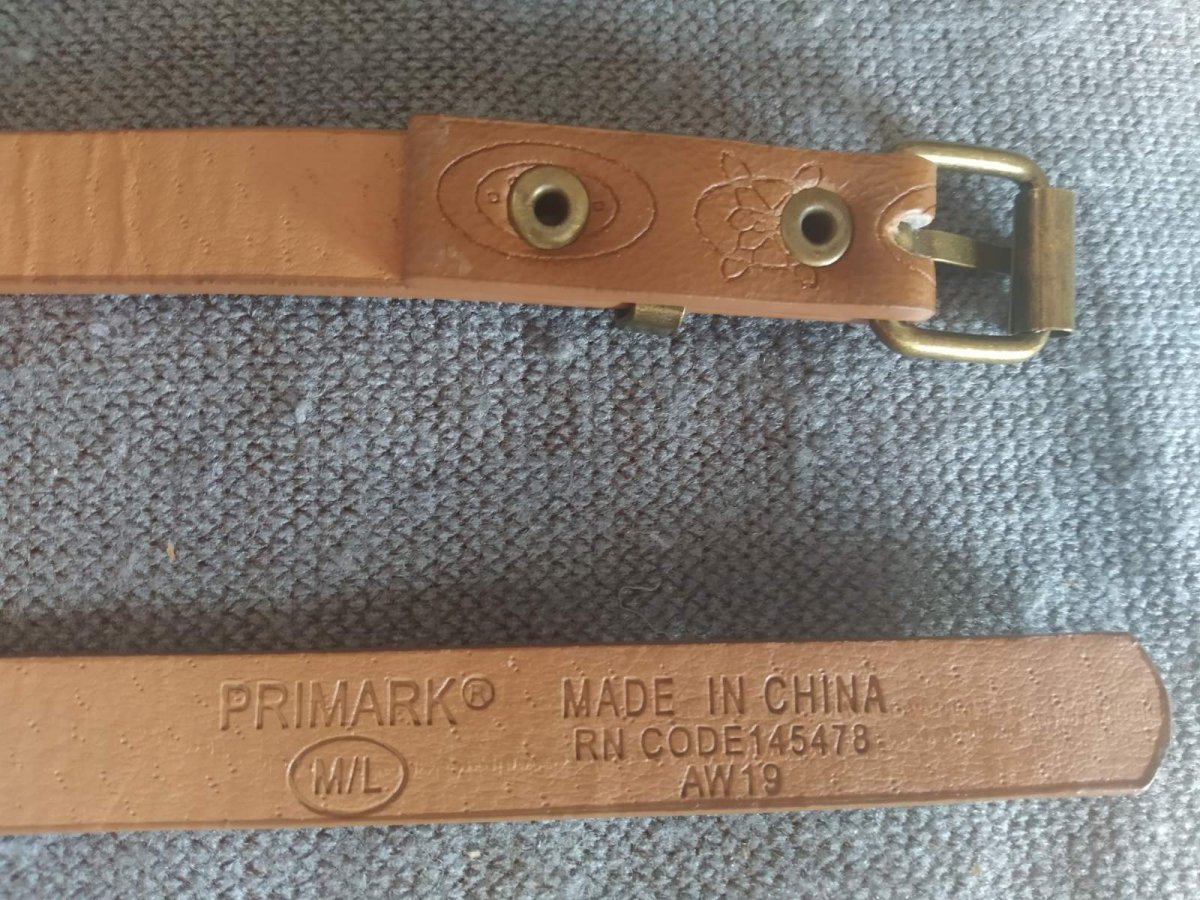 PRIMARK®
M/L
MADE IN CHINA
RN CODE145478
AW19